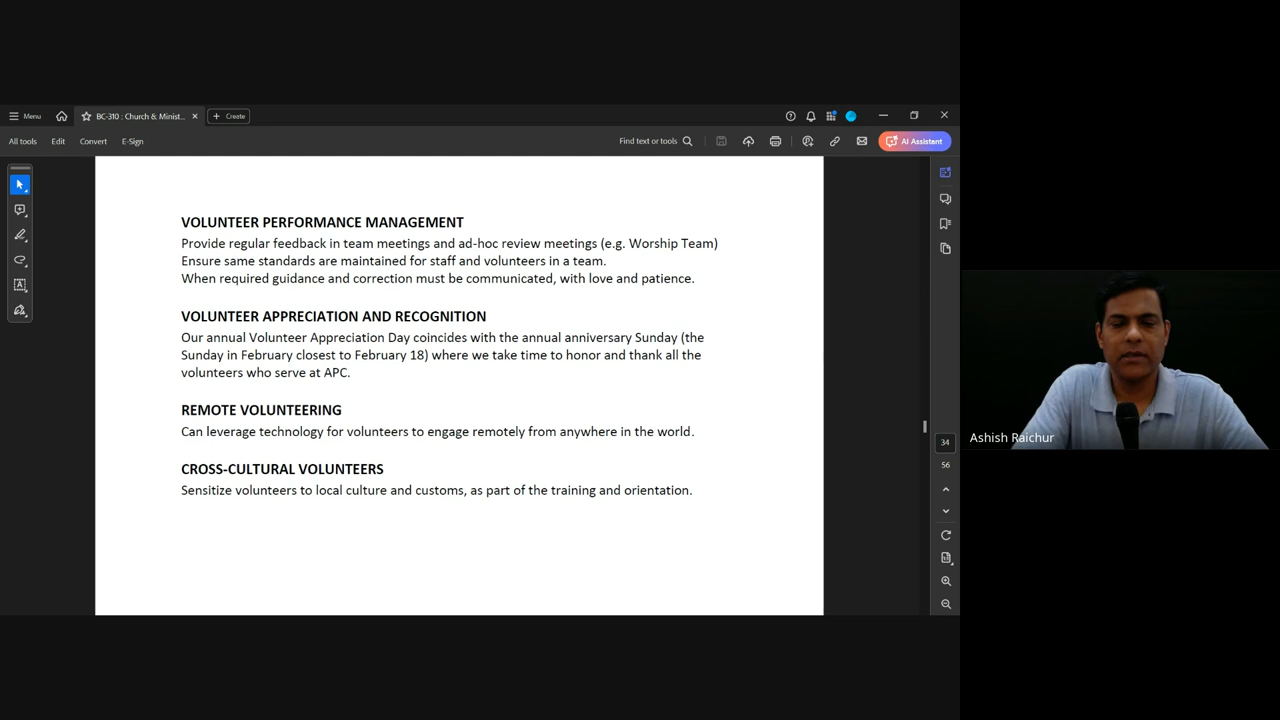 Menu
BC-310 : Church & Minist...
Create
All tools
Edit
Convert
E-Sign
Find text or tools
AI Assistant
VOLUNTEER PERFORMANCE MANAGEMENT
Provide regular feedback in team meetings and ad-hoc review meetings (e.g. Worship Team)
Ensure same standards are maintained for staff and volunteers in a team.
When required guidance and correction must be communicated, with love and patience.
VOLUNTEER APPRECIATION AND RECOGNITION
Our annual Volunteer Appreciation Day coincides with the annual anniversary Sunday (the
Sunday in February closest to February 18) where we take time to honor and thank all the
volunteers who serve at APC.
REMOTE VOLUNTEERING
Can leverage technology for volunteers to engage remotely from anywhere in the world.
CROSS-CULTURAL VOLUNTEERS
Sensitize volunteers to local culture and customs, as part of the training and orientation.
34
56
Ashish Raichur